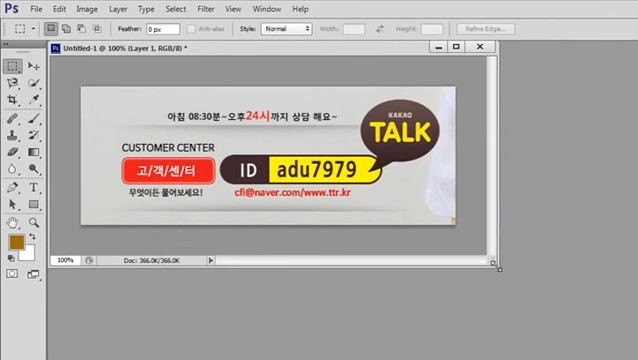 Ps File Edit Image Layer Type Select Filter View Window Help
Feather: 0 px Anti-alias Style: Normal Width: Height: Refine Edge...
Ps Untitled-1 @ 100% (Layer 1, RGB/8) *
아침 08:30분~오후24시까지 상담 해요~
KAKAO
TALK
CUSTOMER CENTER
고/객/센/터
ID adu7979
무엇이든 물어보세요!
cfi@naver.com/www.ttr.kr
100% Doc: 366.0K/366.0K